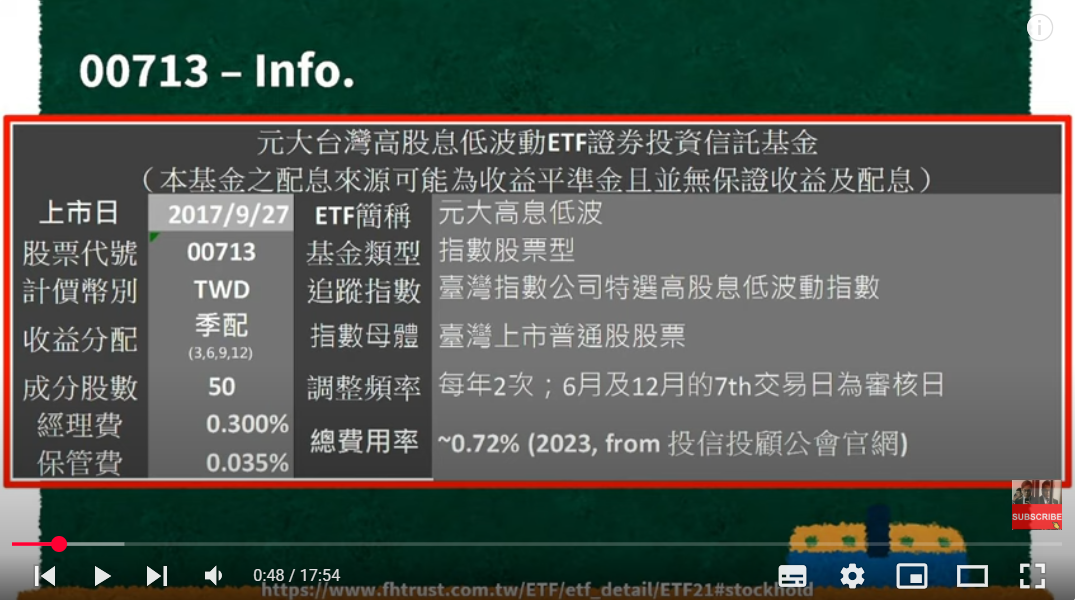 00713 – Info.
元大台灣高股息低波動ETF證券投資信託基金
（本基金之配息來源可能為收益平準金且並無保證收益及配息）
上市日 2017/9/27 ETF簡稱 元大高息低波
股票代號 00713 基金類型 指數股票型
計價幣別 TWD 追蹤指數 臺灣指數公司特選高股息低波動指數
收益分配 季配 (3,6,9,12) 指數母體 臺灣上市普通股股票
成分股數 50 調整頻率 每年2次；6月及12月的7th交易日為審核日
經理費 0.300% 總費用率 ~0.72% (2023, from 投信投顧公會官網)
保管費 0.035%
SUBSCRIBE
0:48 / 17:54
https://www.fhtrust.com.tw/ETF/etf_detail/ETF21#stockhold